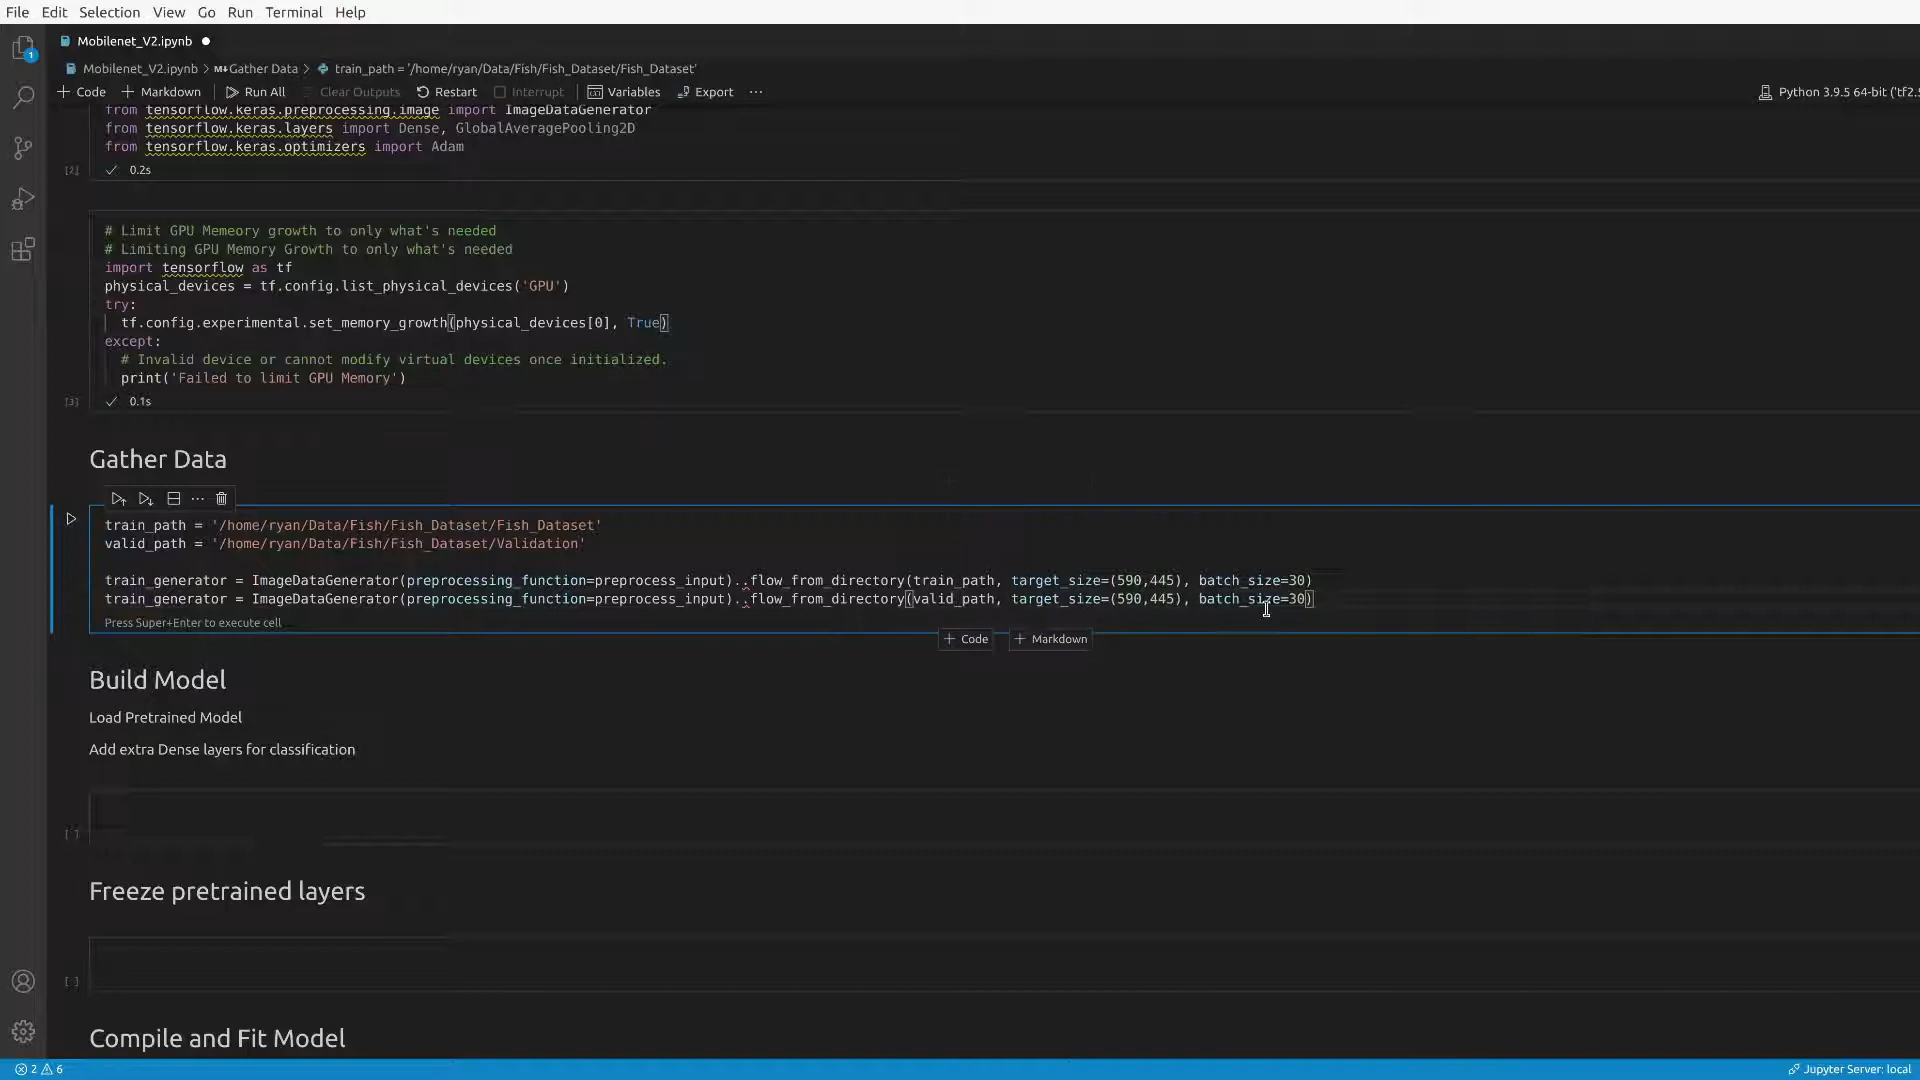 File Edit Selection View Go Run Terminal Help
1
Mobilenet_V2.ipynb
Mobilenet_V2.ipynb > M↓Gather Data > train_path = '/home/ryan/Data/Fish/Fish_Dataset/Fish_Dataset'
+ Code + Markdown Run All Clear Outputs Restart Interrupt Variables Export ... Python 3.9.5 64-bit ('tf2.5
from tensorflow.keras.preprocessing.image import ImageDataGenerator
from tensorflow.keras.layers import Dense, GlobalAveragePooling2D
from tensorflow.keras.optimizers import Adam
[2] ✓ 0.2s
# Limit GPU Memeory growth to only what's needed
# Limiting GPU Memory Growth to only what's needed
import tensorflow as tf
physical_devices = tf.config.list_physical_devices('GPU')
try:
tf.config.experimental.set_memory_growth(physical_devices[0], True)
except:
# Invalid device or cannot modify virtual devices once initialized.
print('Failed to limit GPU Memory')
[3] ✓ 0.1s
Gather Data
train_path = '/home/ryan/Data/Fish/Fish_Dataset/Fish_Dataset'
valid_path = '/home/ryan/Data/Fish/Fish_Dataset/Validation'
train_generator = ImageDataGenerator(preprocessing_function=preprocess_input)..flow_from_directory(train_path, target_size=(590,445), batch_size=30)
train_generator = ImageDataGenerator(preprocessing_function=preprocess_input)..flow_from_directory(valid_path, target_size=(590,445), batch_size=30)
Press Super+Enter to execute cell
+ Code + Markdown
Build Model
Load Pretrained Model
Add extra Dense layers for classification
[ ]
Freeze pretrained layers
[ ]
Compile and Fit Model
2 6 Jupyter Server: local